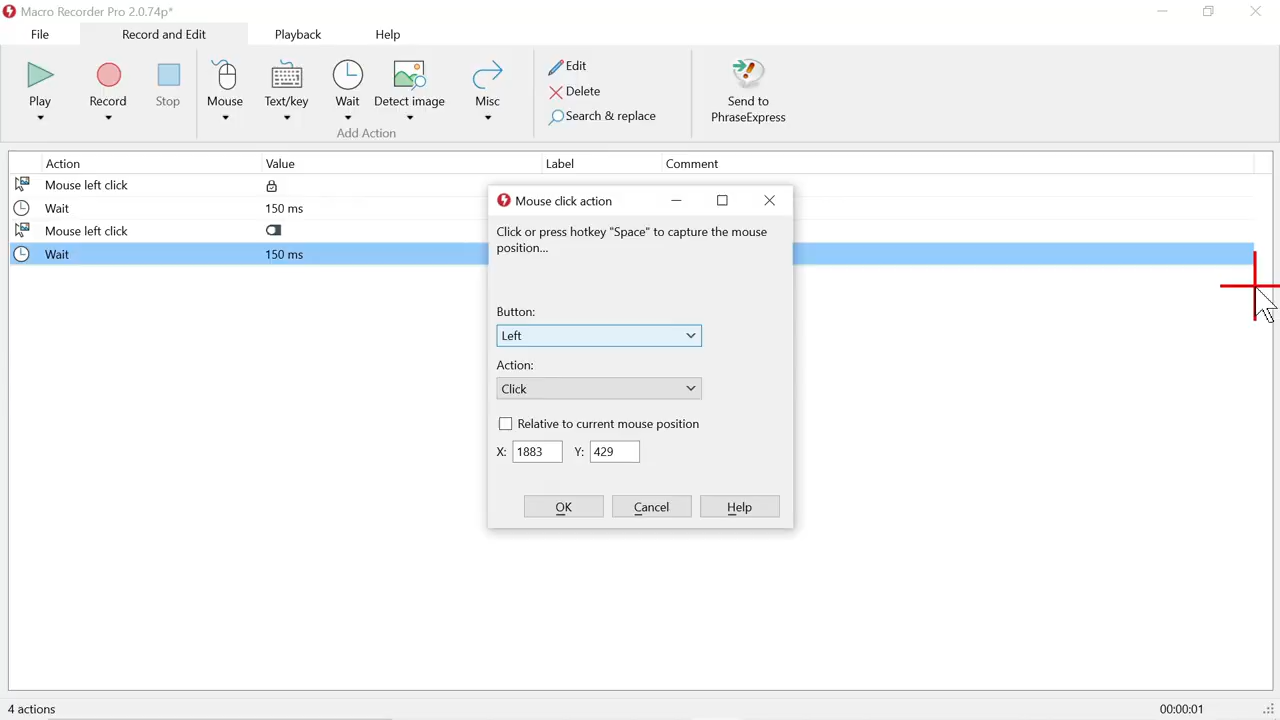 Macro Recorder Pro 2.0.74p*
File Record and Edit Playback Help
Play Record Stop Mouse Text/key Wait Detect image Misc
Add Action
Edit
Delete
Search & replace
Send to
PhraseExpress
Action Value Label Comment
Mouse left click
Wait 150 ms
Mouse left click
Wait 150 ms
Mouse click action
Click or press hotkey "Space" to capture the mouse
position...
Button:
Left
Action:
Click
Relative to current mouse position
X: 1883 Y: 429
OK Cancel Help
4 actions 00:00:01